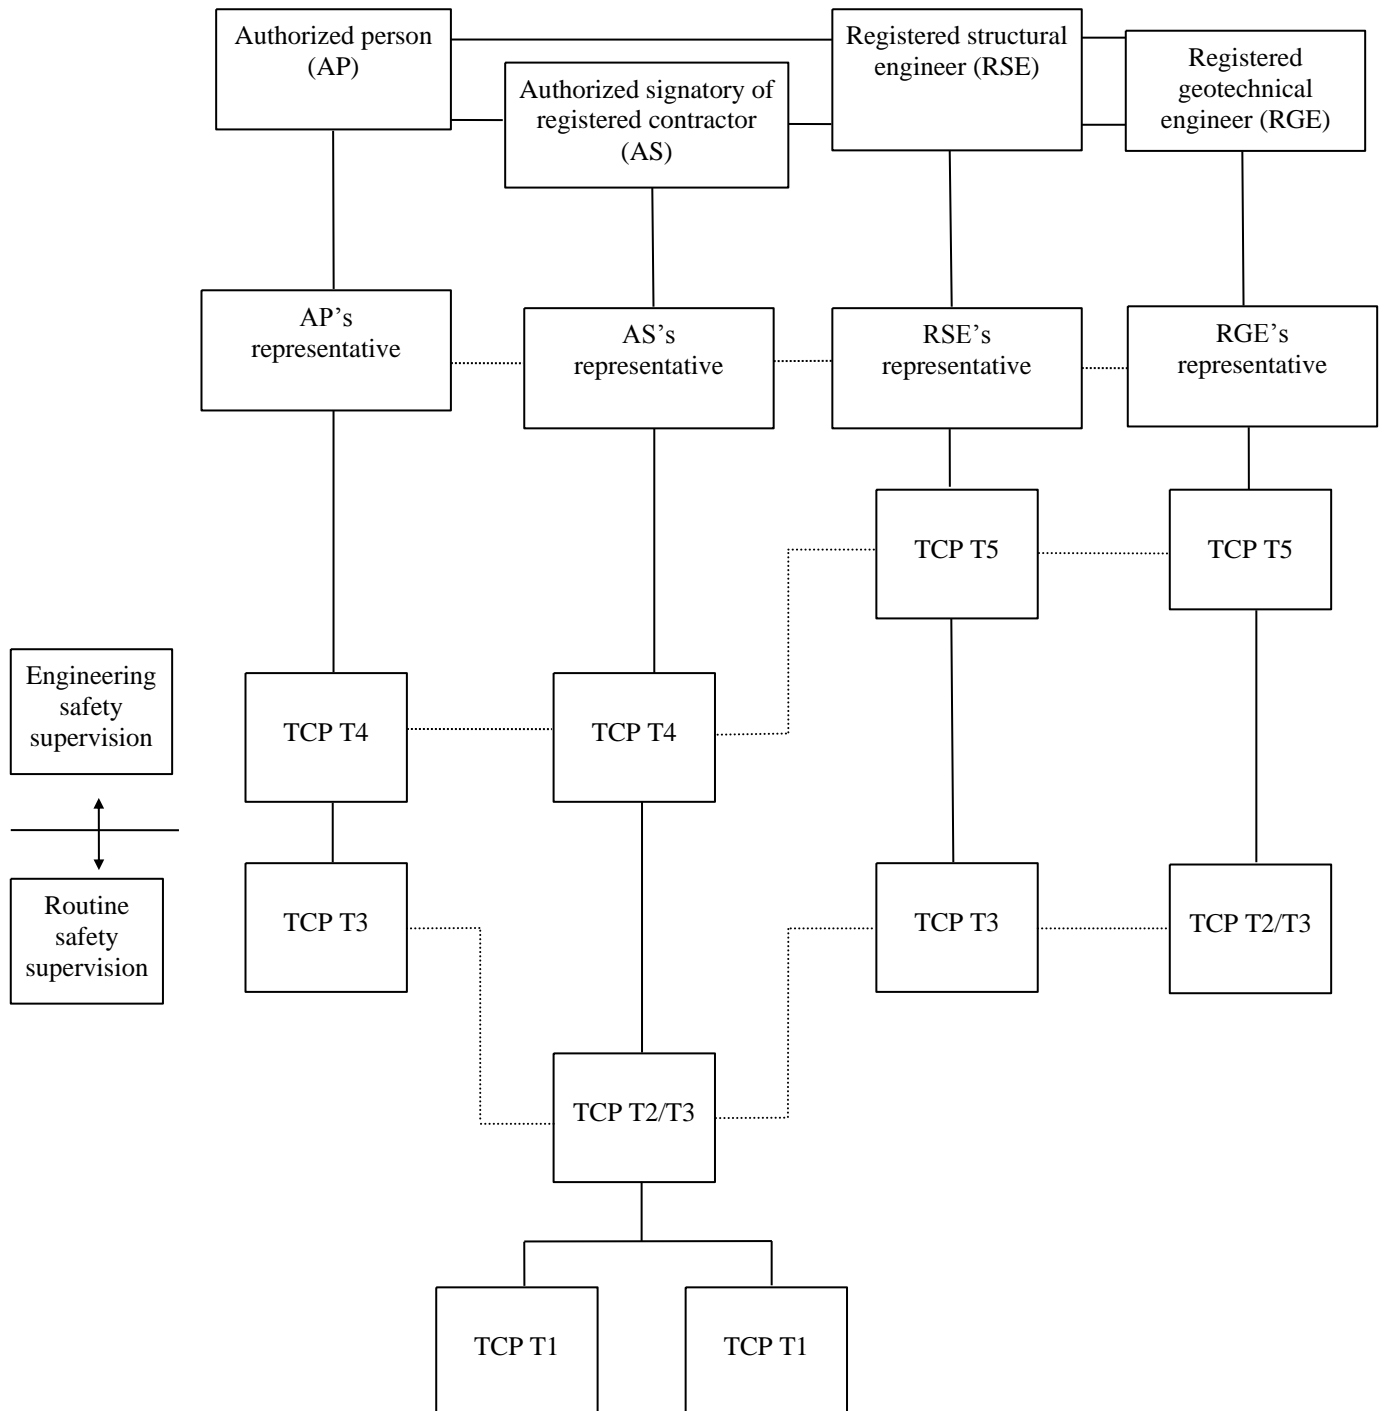 Authorized person
(AP)
Authorized signatory of
registered contractor
(AS)
Registered structural
engineer (RSE)
Registered
geotechnical
engineer (RGE)
AP’s
representative
AS’s
representative
RSE’s
representative
RGE’s
representative
TCP T5
TCP T5
Engineering
safety
supervision
TCP T4
TCP T4
Routine
safety
supervision
TCP T3
TCP T3
TCP T2/T3
TCP T2/T3
TCP T1
TCP T1